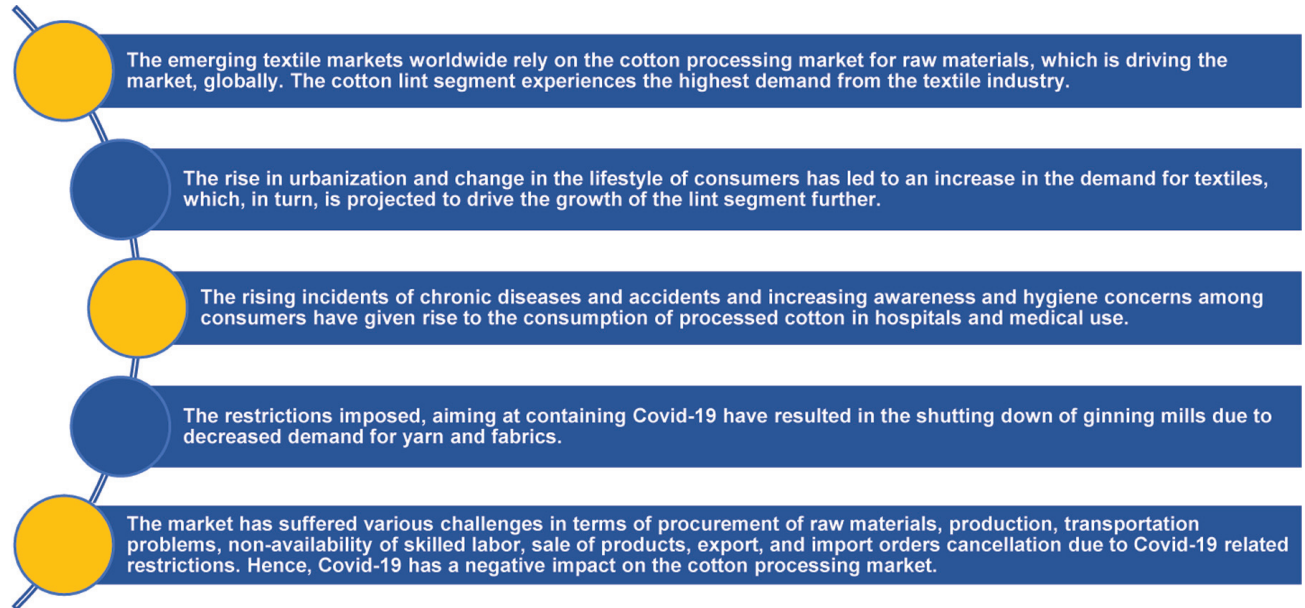 The emerging textile markets worldwide rely on the cotton processing market for raw materials, which is driving the
market, globally. The cotton lint segment experiences the highest demand from the textile industry.
The rise in urbanization and change in the lifestyle of consumers has led to an increase in the demand for textiles,
which, in turn, is projected to drive the growth of the lint segment further.
The rising incidents of chronic diseases and accidents and increasing awareness and hygiene concerns among
consumers have given rise to the consumption of processed cotton in hospitals and medical use.
The restrictions imposed, aiming at containing Covid-19 have resulted in the shutting down of ginning mills due to
decreased demand for yarn and fabrics.
The market has suffered various challenges in terms of procurement of raw materials, production, transportation
problems, non-availability of skilled labor, sale of products, export, and import orders cancellation due to Covid-19 related
restrictions. Hence, Covid-19 has a negative impact on the cotton processing market.